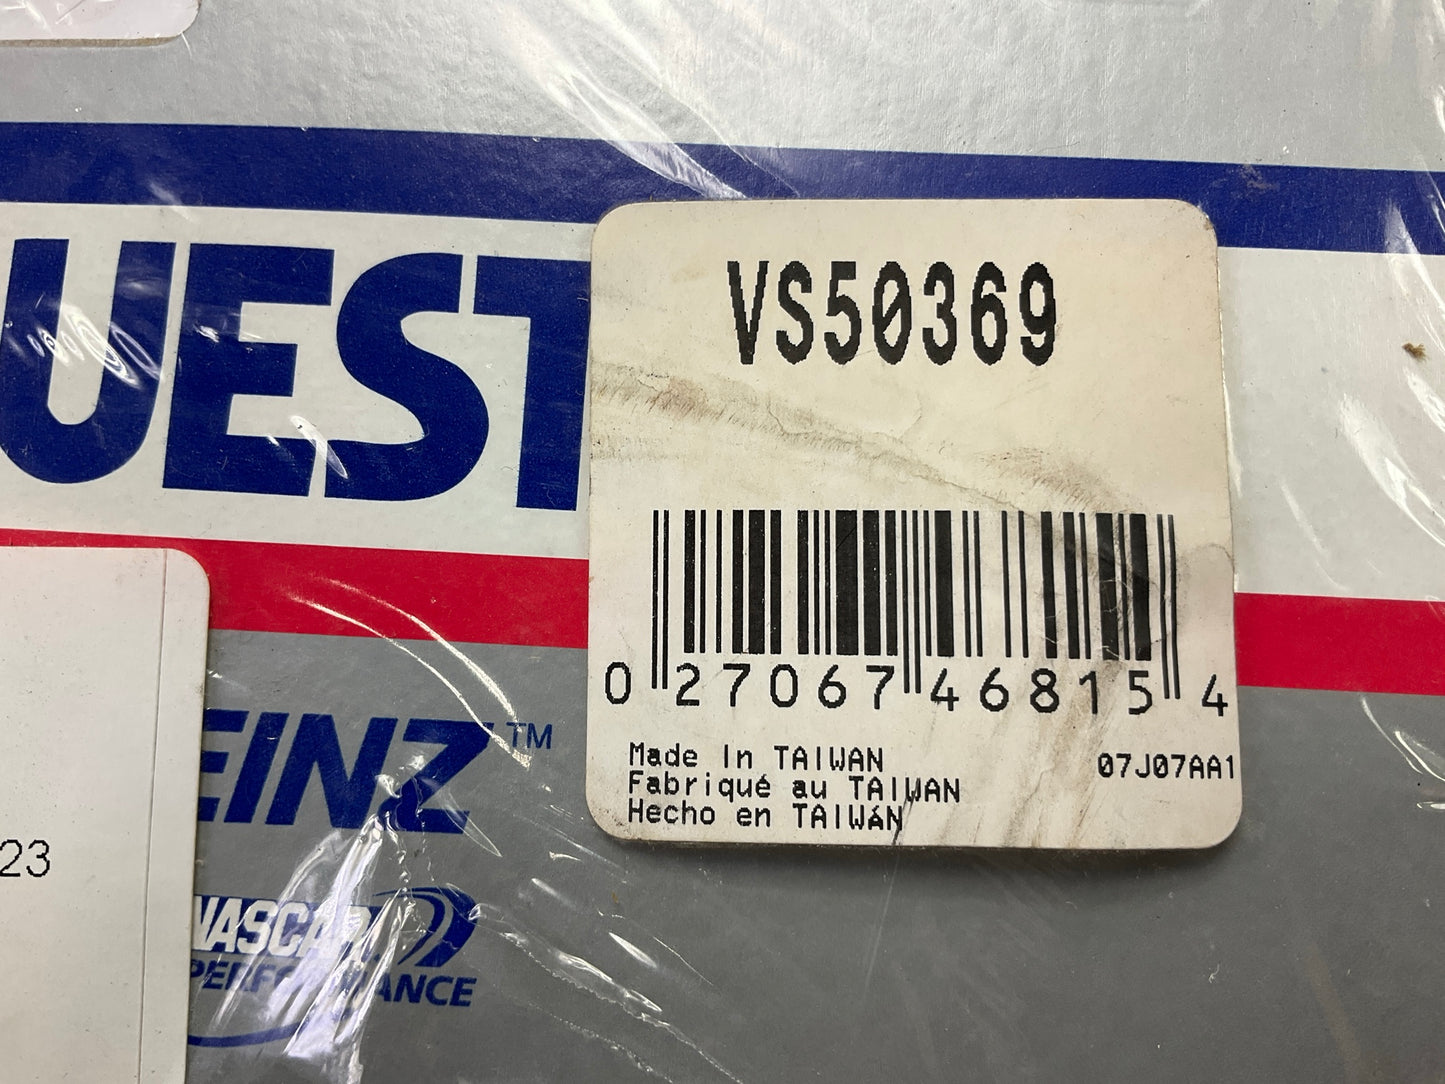 UEST
VS50369
0 27067 46815 4
Made In TAIWAN
Fabriqué au TAIWAN
Hecho en TAIWÁN
07J07AA1
EINZ™
23
NASCAR
PERFORMANCE